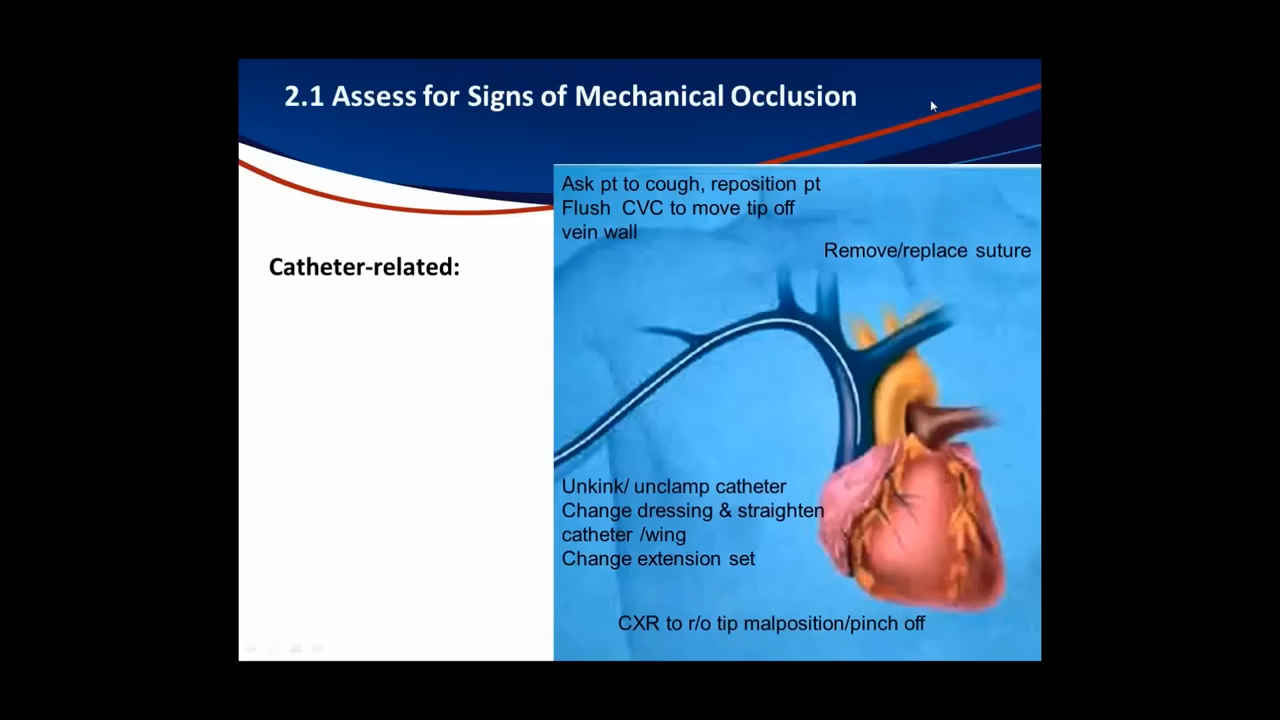 2.1 Assess for Signs of Mechanical Occlusion
Ask pt to cough, reposition pt
Flush CVC to move tip off
vein wall
Remove/replace suture
Catheter-related:
Unkink/ unclamp catheter
Change dressing & straighten
catheter /wing
Change extension set
CXR to r/o tip malposition/pinch off